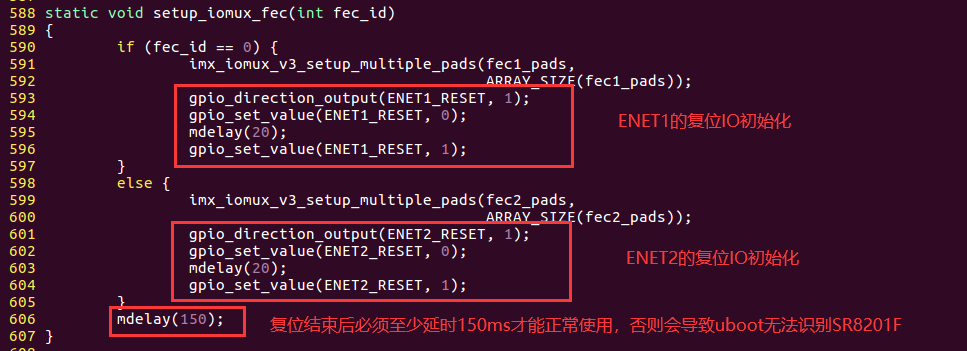 588 static void setup_iomux_fec(int fec_id)
589 {
590         if (fec_id == 0) {
591                 imx_iomux_v3_setup_multiple_pads(fec1_pads,
592                                                  ARRAY_SIZE(fec1_pads));
593                 gpio_direction_output(ENET1_RESET, 1);
594                 gpio_set_value(ENET1_RESET, 0);
ENET1的复位IO初始化
595                 mdelay(20);
596                 gpio_set_value(ENET1_RESET, 1);
597         }
598         else {
599                 imx_iomux_v3_setup_multiple_pads(fec2_pads,
600                                                  ARRAY_SIZE(fec2_pads));
601                 gpio_direction_output(ENET2_RESET, 1);
602                 gpio_set_value(ENET2_RESET, 0);
ENET2的复位IO初始化
603                 mdelay(20);
604                 gpio_set_value(ENET2_RESET, 1);
605         }
606         mdelay(150);
复位结束后必须至少延时150ms才能正常使用，否则会导致uboot无法识别SR8201F
607 }